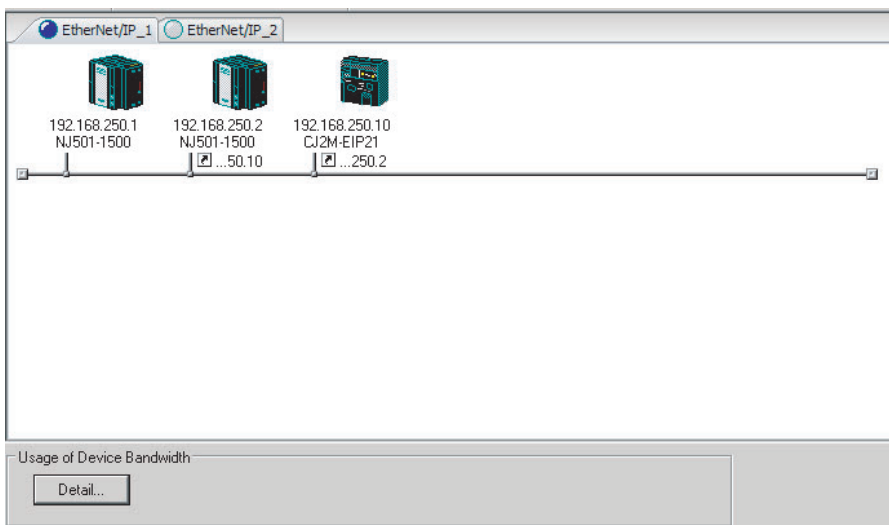 EtherNet/IP_1 EtherNet/IP_2
192.168.250.1 192.168.250.2 192.168.250.10
NJ501-1500 NJ501-1500 CJ2M-EIP21
...50.10 ...250.2
Usage of Device Bandwidth
Detail...